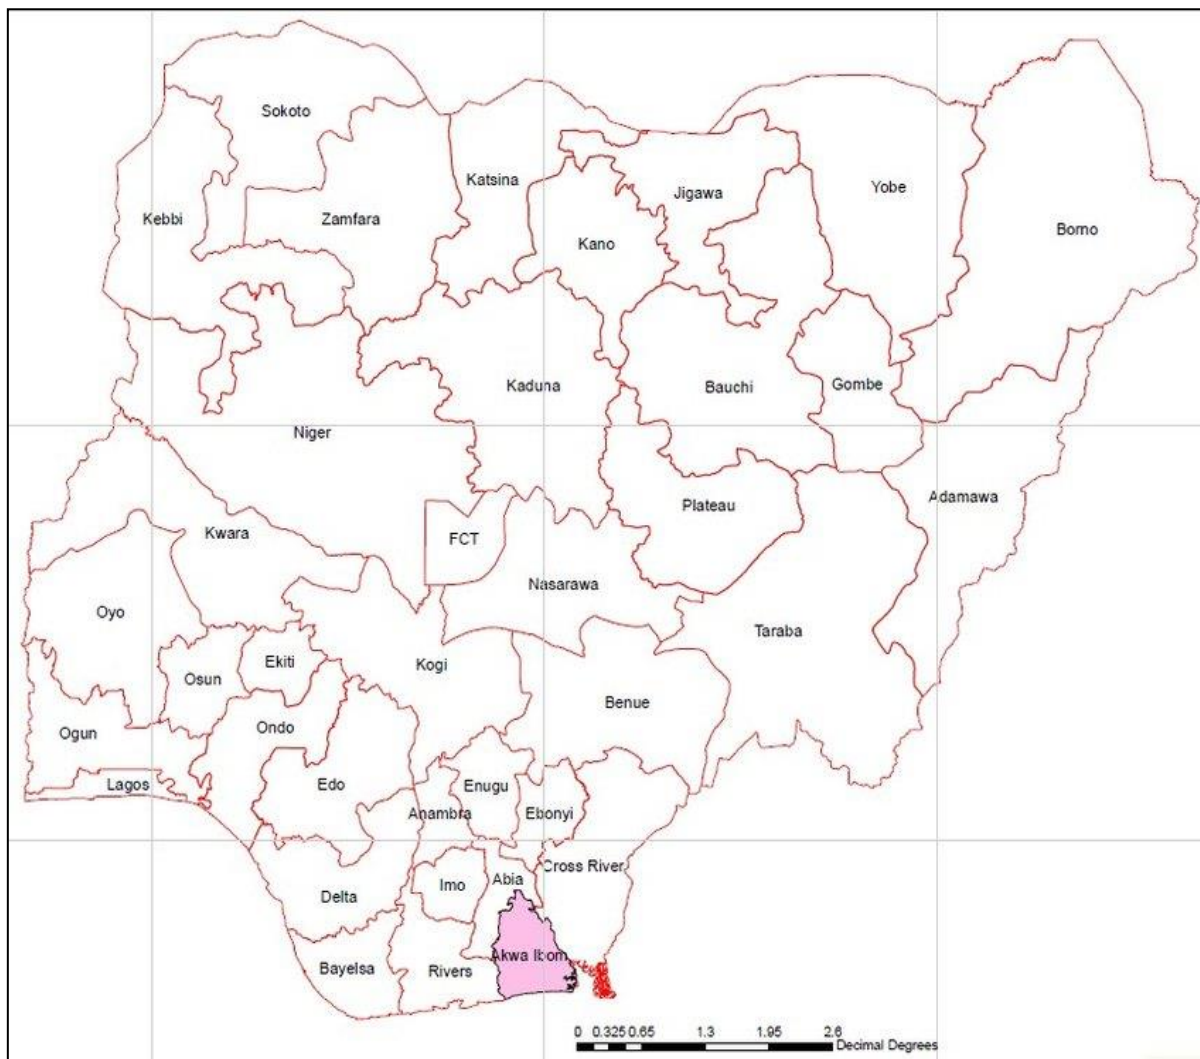 Sokoto
Katsina
Jigawa
Yobe
Kebbi
Zamfara
Kano
Borno
Kaduna
Bauchi
Gombe
Niger
Adamawa
Plateau
Kwara
FCT
Nasarawa
Oyo
Taraba
Ekiti
Kogi
Osun
Benue
Ogun
Ondo
Lagos
Edo
Enugu
Anambra
Ebonyi
Cross River
Imo
Abia
Delta
Akwa Ibom
Bayelsa
Rivers
0 0.325 0.65 1.3 1.95 2.6
Decimal Degrees